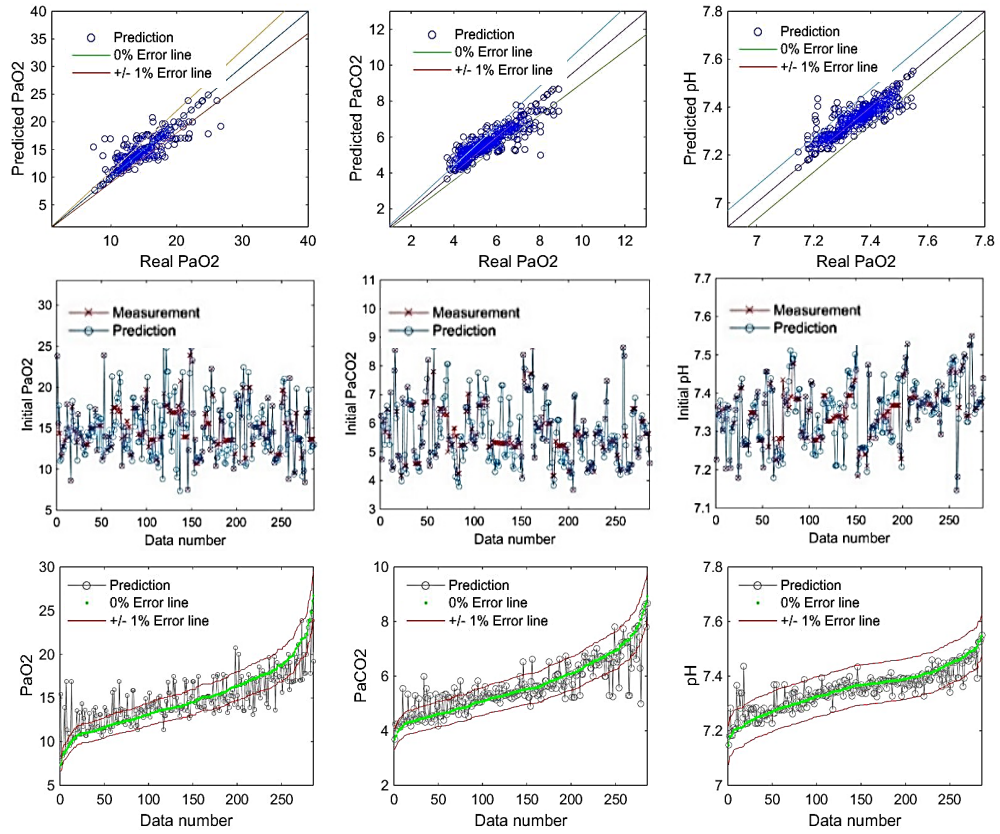 40
35
30
25
20
15
10
5
Predicted PaO2
Prediction
0% Error line
+/- 1% Error line
10
20
30
40
Real PaO2
12
10
8
6
4
2
Predicted PaCO2
Prediction
0% Error line
+/- 1% Error line
2
4
6
8
10
12
Real PaO2
7.8
7.6
7.4
7.2
7
Predicted pH
Prediction
0% Error line
+/- 1% Error line
7
7.2
7.4
7.6
7.8
Real PaO2
30
25
20
15
10
5
Initial PaO2
Measurement
Prediction
0
50
100
150
200
250
Data number
11
10
9
8
7
6
5
4
3
Initial PaCO2
Measurement
Prediction
0
50
100
150
200
250
Data number
7.7
7.6
7.5
7.4
7.3
7.2
7.1
Initial pH
Measurement
Prediction
0
50
100
150
200
250
Data number
30
25
20
15
10
5
PaO2
Prediction
0% Error line
+/- 1% Error line
0
50
100
150
200
250
Data number
10
8
6
4
2
PaCO2
Prediction
0% Error line
+/- 1% Error line
0
50
100
150
200
250
Data number
7.8
7.6
7.4
7.2
7
pH
Prediction
0% Error line
+/- 1% Error line
0
50
100
150
200
250
Data number